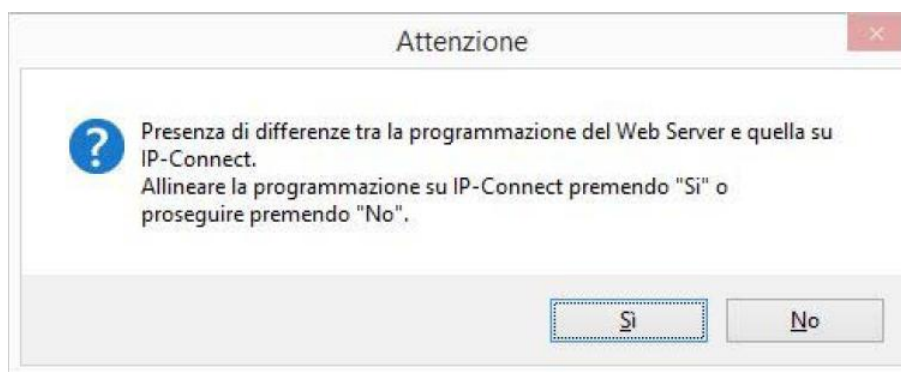 Attenzione
Presenza di differenze tra la programmazione del Web Server e quella su
IP-Connect.
Allineare la programmazione su IP-Connect premendo "Si" o
proseguire premendo "No".
Sì
No